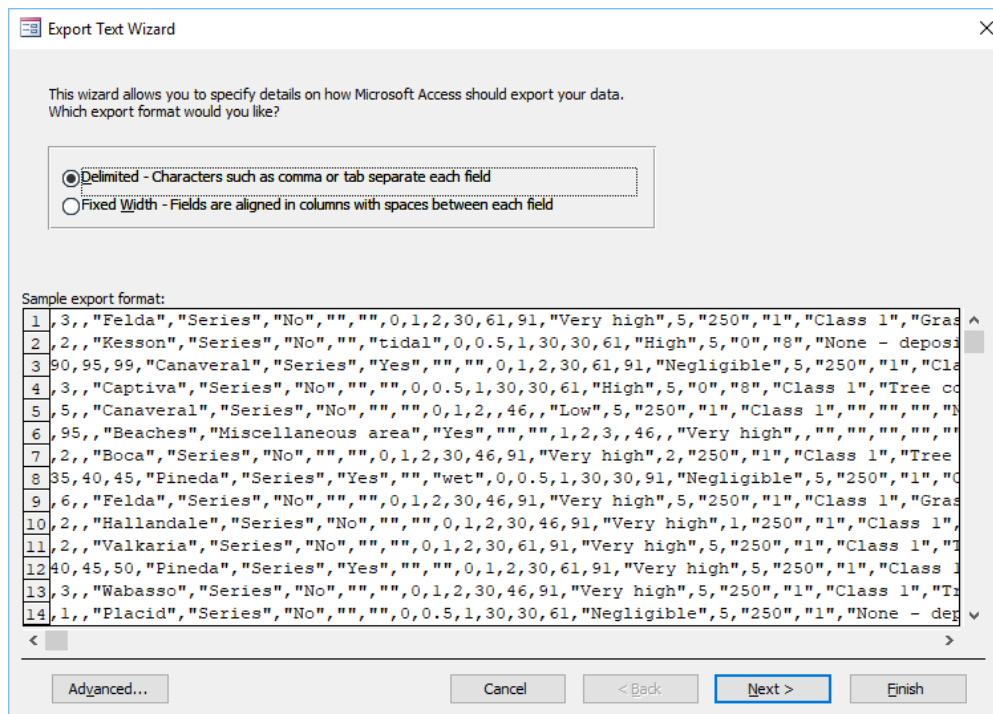 Export Text Wizard
This wizard allows you to specify details on how Microsoft Access should export your data.
Which export format would you like?
Delimited - Characters such as comma or tab separate each field
Fixed Width - Fields are aligned in columns with spaces between each field
Sample export format:
1 ,3,,"Felda","Series","No","","",0,1,2,30,61,91,"Very high",5,"250","1","Class 1","Gras
2 ,2,,"Kesson","Series","No","","tidal",0,0.5,1,30,30,61,"High",5,"0","8","None - deposi
3 90,95,99,"Canaveral","Series","Yes","","",0,1,2,30,61,91,"Negligible",5,"250","1","Cla
4 ,3,,"Captiva","Series","No","","",0,0.5,1,30,30,61,"High",5,"0","8","Class 1","Tree co
5 ,5,,"Canaveral","Series","No","","",0,1,2,,46,,"Low",5,"250","1","Class 1","","","","N
6 ,95,,"Beaches","Miscellaneous area","Yes","","",1,2,3,,46,,"Very high",,"","","","",""
7 ,2,,"Boca","Series","No","","",0,1,2,30,46,91,"Very high",2,"250","1","Class 1","Tree
8 35,40,45,"Pineda","Series","Yes","","wet",0,0.5,1,30,30,91,"Negligible",5,"250","1","C
9 ,6,,"Felda","Series","No","","",0,1,2,30,46,91,"Very high",5,"250","1","Class 1","Gras
10 ,2,,"Hallandale","Series","No","","",0,1,2,30,46,91,"Very high",1,"250","1","Class 1",
11 ,2,,"Valkaria","Series","No","","",0,1,2,30,61,91,"Very high",5,"250","1","Class 1","T
12 40,45,50,"Pineda","Series","Yes","","",0,1,2,30,61,91,"Very high",5,"250","1","Class 1
13 ,3,,"Wabasso","Series","No","","",0,1,2,30,46,91,"Very high",5,"250","1","Class 1","Tr
14 ,1,,"Placid","Series","No","","",0,0.5,1,30,30,61,"Negligible",5,"250","1","None - dep
Advanced... Cancel < Back Next > Finish